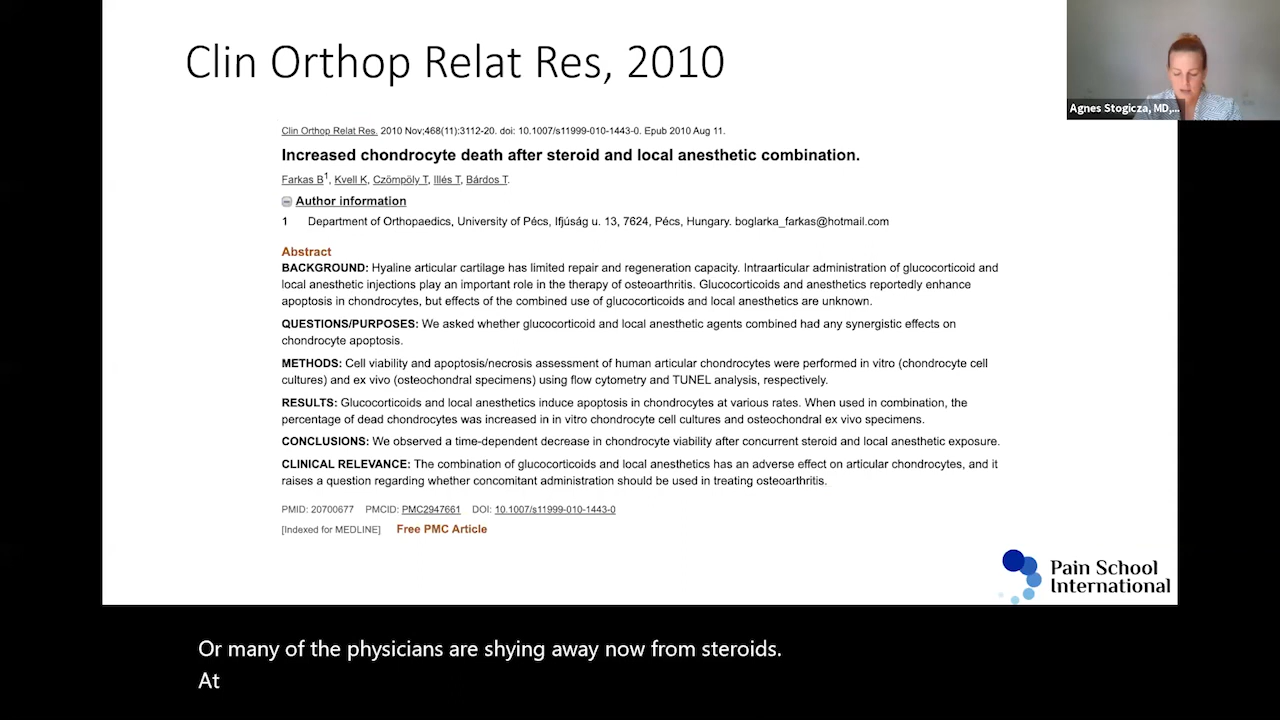 Clin Orthop Relat Res, 2010
Agnes Stogicza, MD,...
Clin Orthop Relat Res. 2010 Nov;468(11):3112-20. doi: 10.1007/s11999-010-1443-0. Epub 2010 Aug 11.
Increased chondrocyte death after steroid and local anesthetic combination.
Farkas B1, Kvell K, Czömpöly T, Illés T, Bárdos T.
Author information
1 Department of Orthopaedics, University of Pécs, Ifjúság u. 13, 7624, Pécs, Hungary. boglarka_farkas@hotmail.com
Abstract
BACKGROUND: Hyaline articular cartilage has limited repair and regeneration capacity. Intraarticular administration of glucocorticoid and
local anesthetic injections play an important role in the therapy of osteoarthritis. Glucocorticoids and anesthetics reportedly enhance
apoptosis in chondrocytes, but effects of the combined use of glucocorticoids and local anesthetics are unknown.
QUESTIONS/PURPOSES: We asked whether glucocorticoid and local anesthetic agents combined had any synergistic effects on
chondrocyte apoptosis.
METHODS: Cell viability and apoptosis/necrosis assessment of human articular chondrocytes were performed in vitro (chondrocyte cell
cultures) and ex vivo (osteochondral specimens) using flow cytometry and TUNEL analysis, respectively.
RESULTS: Glucocorticoids and local anesthetics induce apoptosis in chondrocytes at various rates. When used in combination, the
percentage of dead chondrocytes was increased in in vitro chondrocyte cell cultures and osteochondral ex vivo specimens.
CONCLUSIONS: We observed a time-dependent decrease in chondrocyte viability after concurrent steroid and local anesthetic exposure.
CLINICAL RELEVANCE: The combination of glucocorticoids and local anesthetics has an adverse effect on articular chondrocytes, and it
raises a question regarding whether concomitant administration should be used in treating osteoarthritis.
PMID: 20700677 PMCID: PMC2947661 DOI: 10.1007/s11999-010-1443-0
[Indexed for MEDLINE] Free PMC Article
Pain School
International
Or many of the physicians are shying away now from steroids.
At